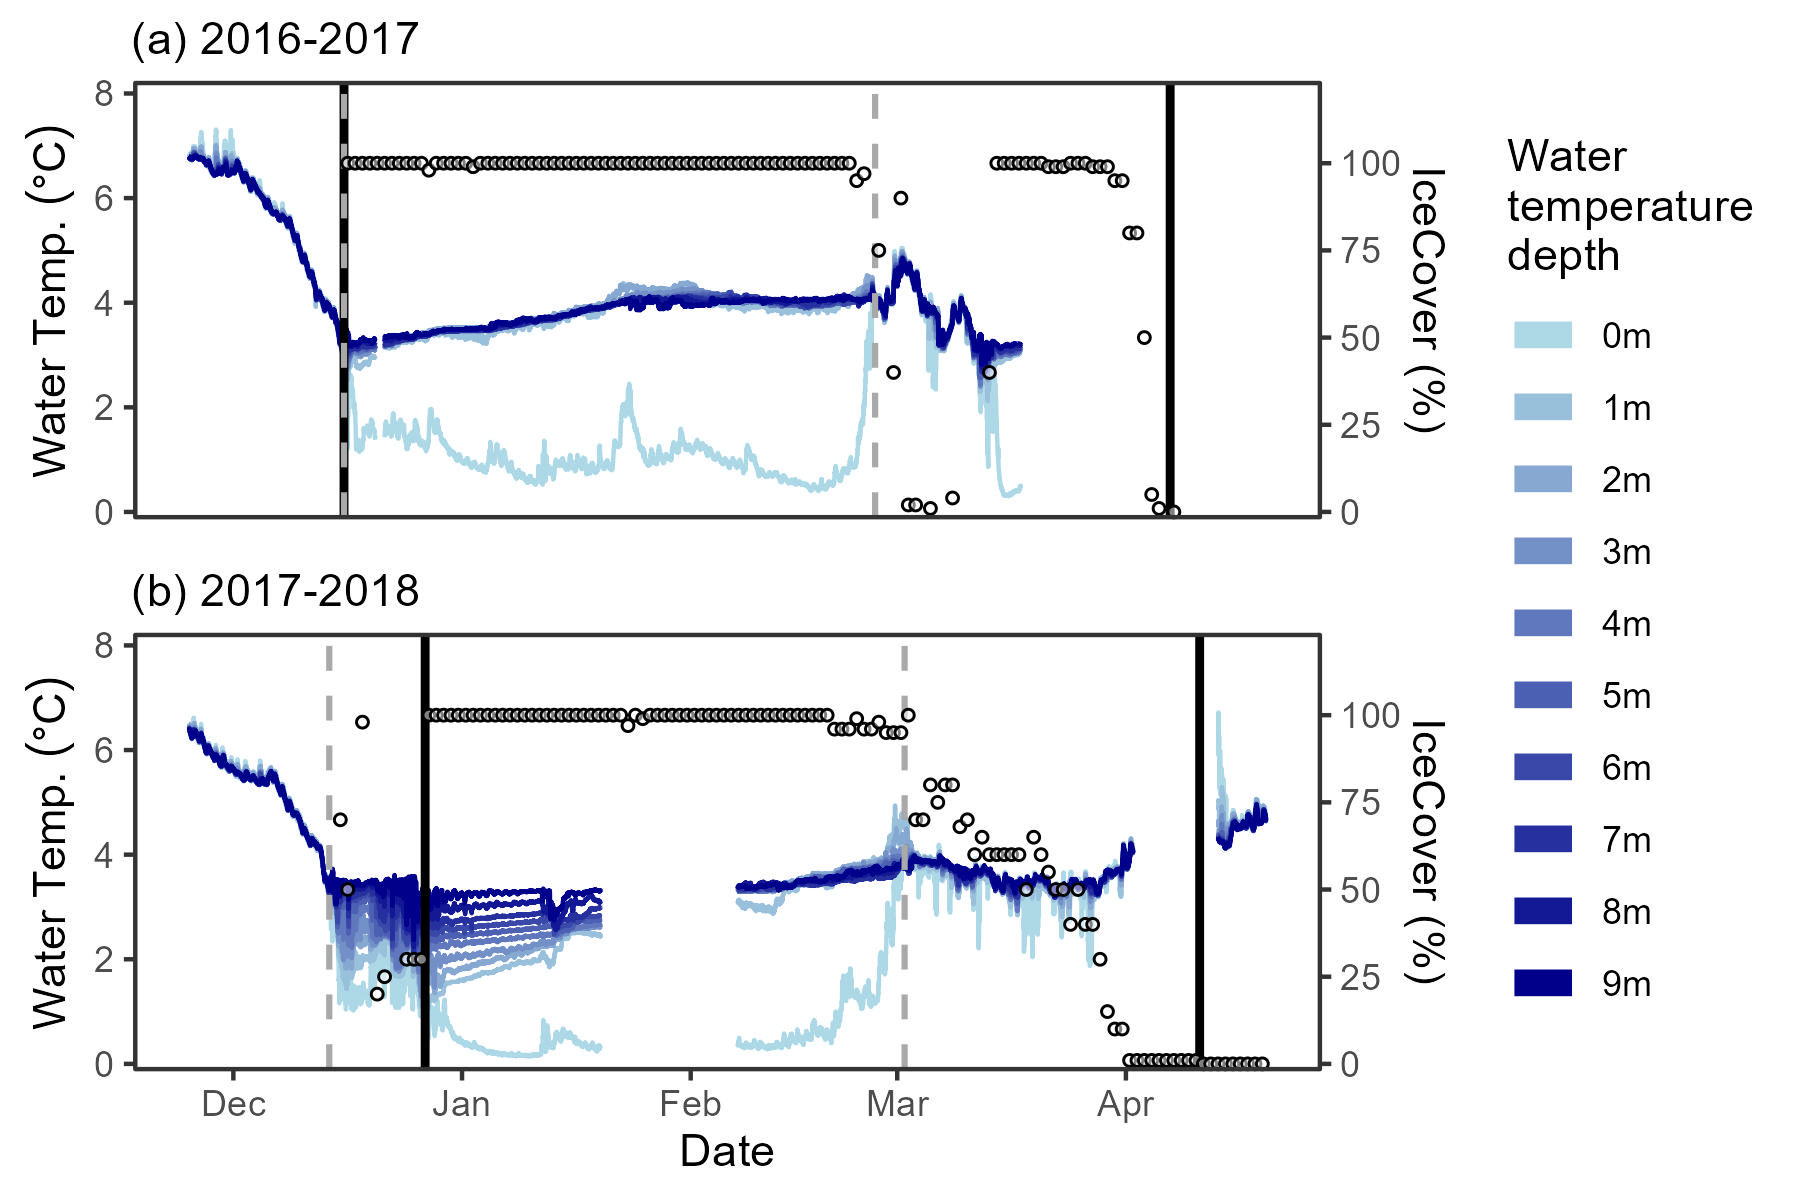 (a) 2016-2017
8
6
4
2
0
Water Temp. (°C)
100
75
50
25
0
IceCover (%)
(b) 2017-2018
8
6
4
2
0
Water Temp. (°C)
100
75
50
25
0
IceCover (%)
Dec
Jan
Feb
Mar
Apr
Date
Water
temperature
depth
0m
1m
2m
3m
4m
5m
6m
7m
8m
9m